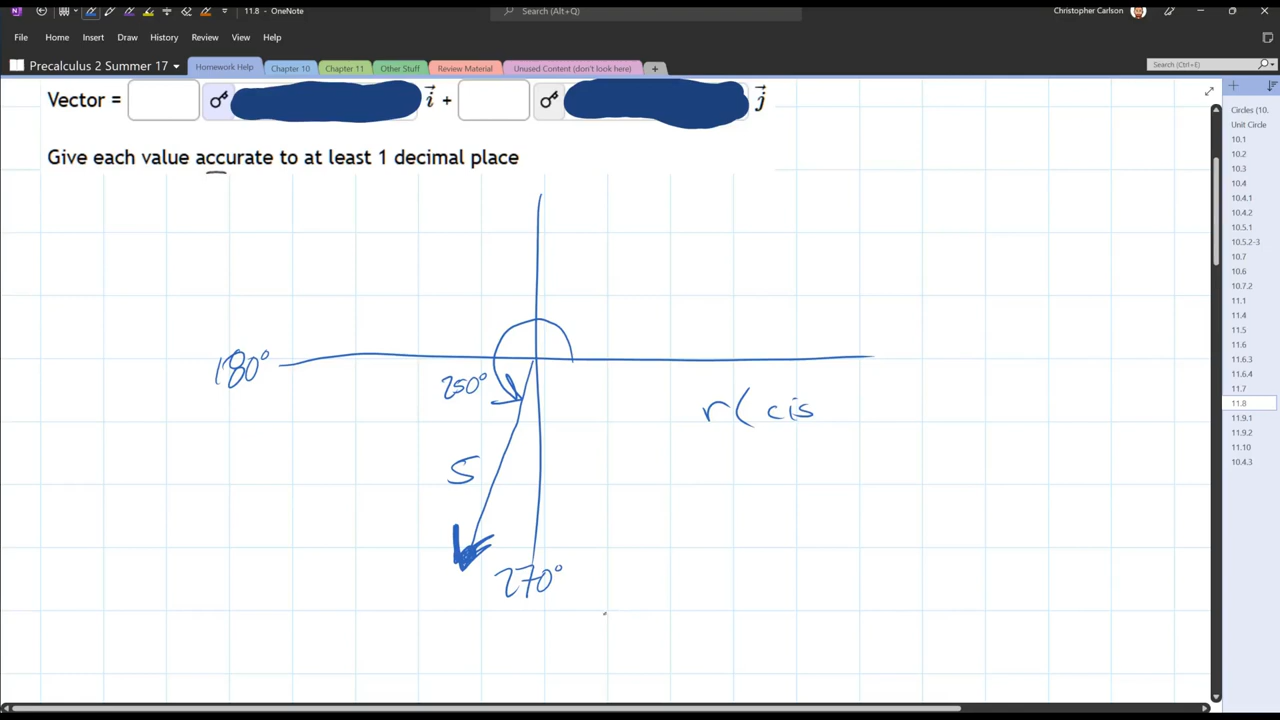 11.8 - OneNote
Search (Alt+Q)
Christopher Carlson
File Home Insert Draw History Review View Help
Precalculus 2 Summer 17
Homework Help Chapter 10 Chapter 11 Other Stuff Review Material Unused Content (don't look here)
Search (Ctrl+E)
Vector = i + j
Give each value accurate to at least 1 decimal place
180°
250°
r( cis
5
270°
Circles (10.
Unit Circle
10.1
10.2
10.3
10.4
10.4.1
10.4.2
10.5.1
10.5.2-3
10.7
10.6
10.7.2
11.1
11.4
11.5
11.6
11.6.3
11.6.4
11.7
11.8
11.9.1
11.9.2
11.10
10.4.3